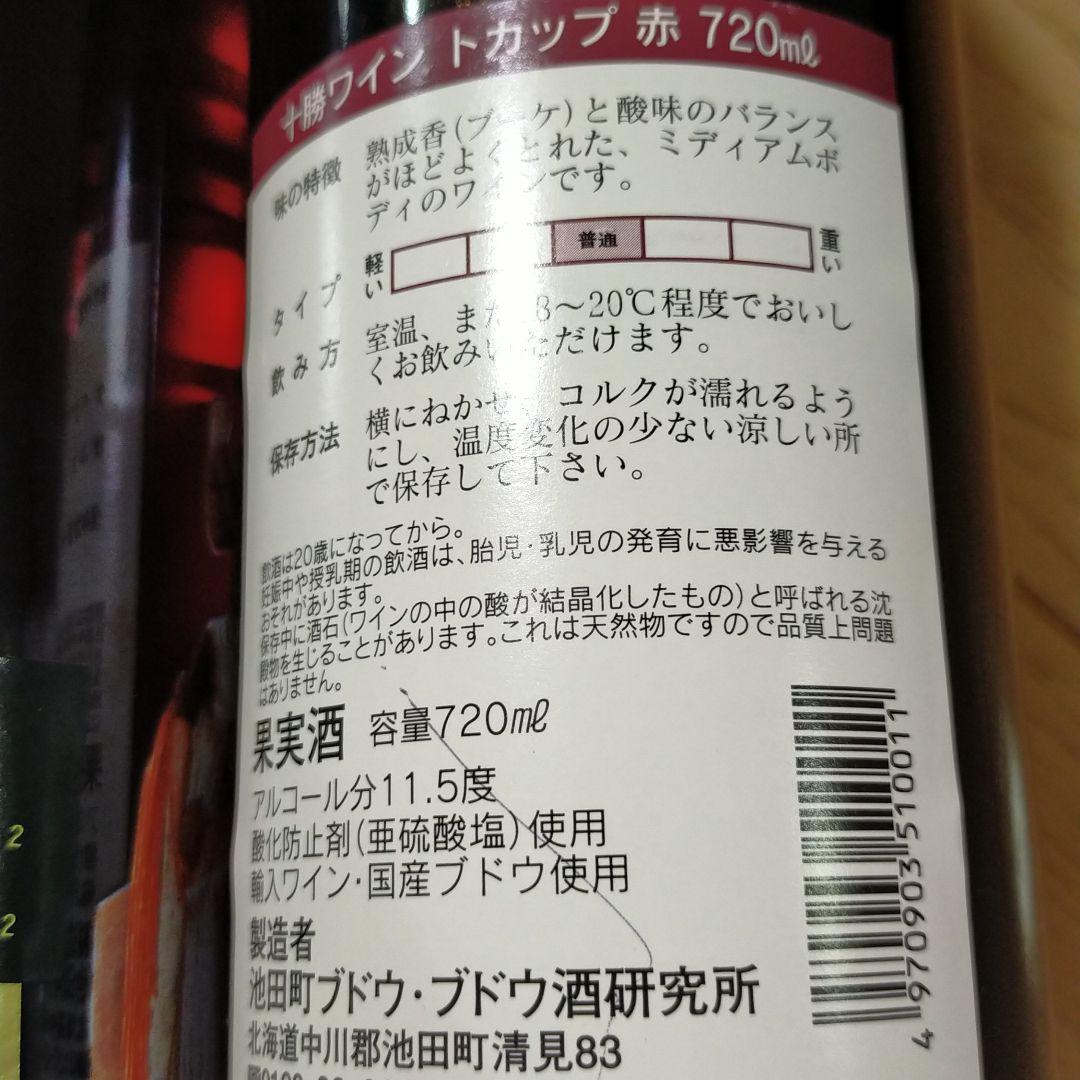 十勝ワイン トカップ 赤 720mℓ
味の特徴
熟成香(ブーケ)と酸味のバランス
がほどよくとれた、ミディアムボ
ディのワインです。
タイプ
軽い
普通
重い
飲み方
室温、また 8〜20℃程度でおいし
くお飲みいただけます。
保存方法
横にねかせ、コルクが濡れるよう
にし、温度変化の少ない涼しい所
で保存して下さい。
飲酒は20歳になってから。
妊娠中や授乳期の飲酒は、胎児・乳児の発育に悪影響を与える
おそれがあります。
保存中に酒石(ワインの中の酸が結晶化したもの)と呼ばれる沈
殿物を生じることがあります。これは天然物ですので品質上問題
はありません。
果実酒 容量720mℓ
アルコール分11.5度
酸化防止剤(亜硫酸塩)使用
輸入ワイン・国産ブドウ使用
製造者
池田町ブドウ・ブドウ酒研究所
北海道中川郡池田町清見83
4970903510011
2
2